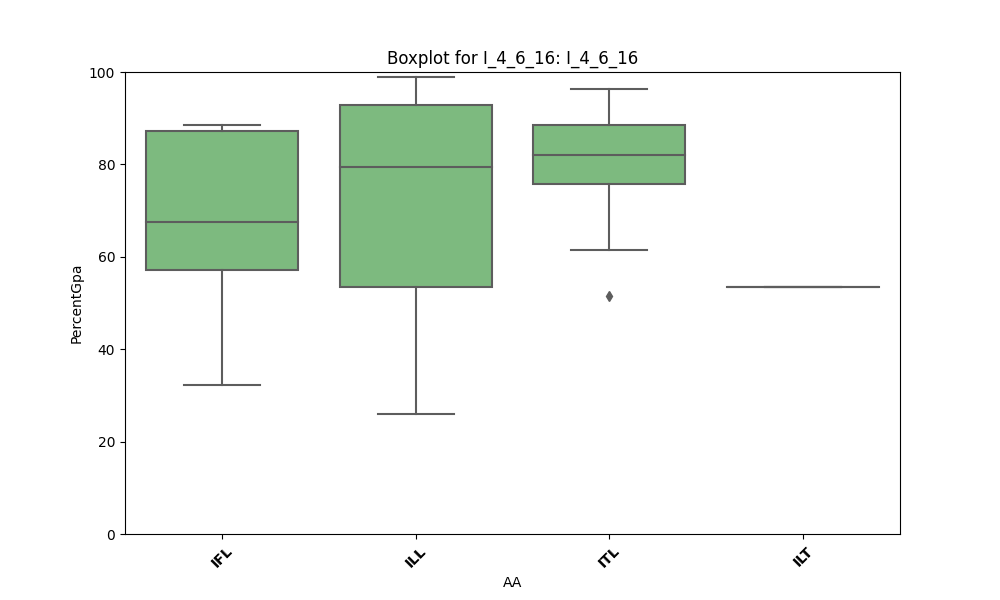 Boxplot for I_4_6_16: I_4_6_16
100
80
60
40
20
0
PercentGpa
IFL
ILL
ITL
ILT
AA